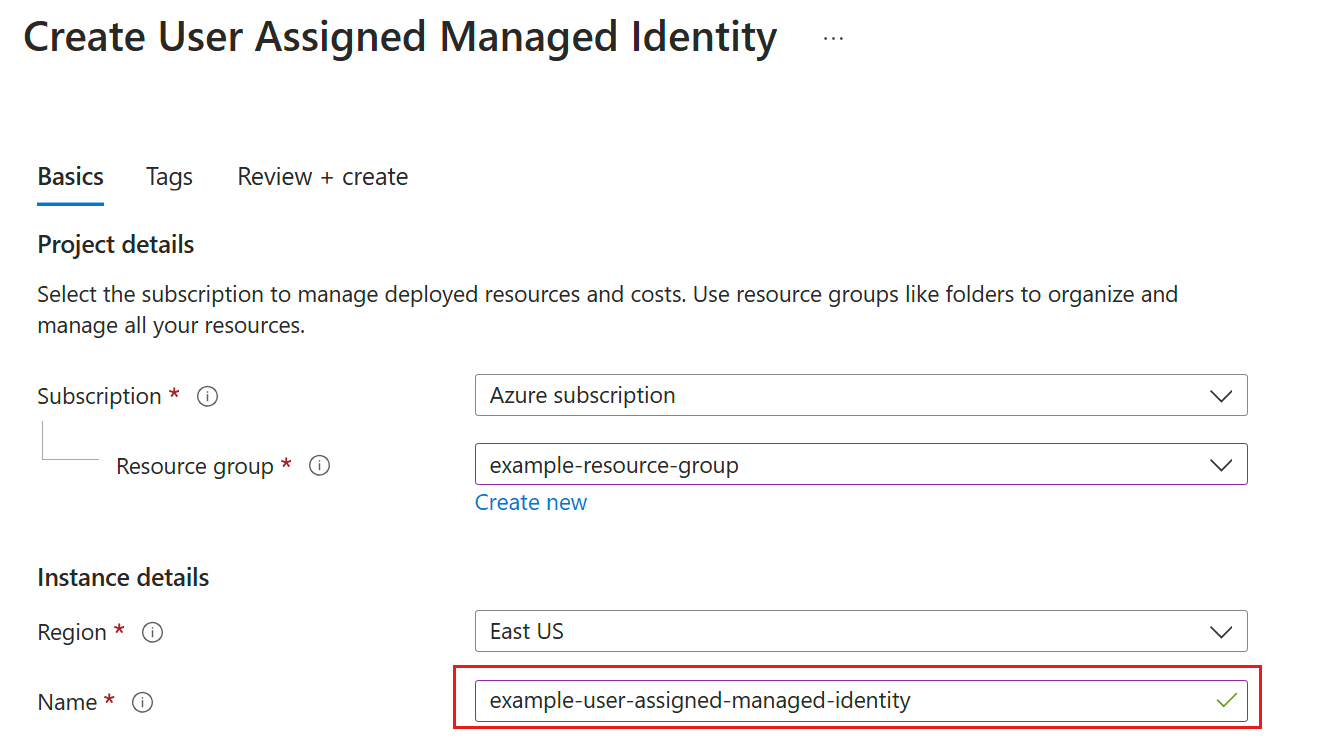 Create User Assigned Managed Identity ...
Basics Tags Review + create
Project details
Select the subscription to manage deployed resources and costs. Use resource groups like folders to organize and
manage all your resources.
Subscription * Azure subscription
Resource group * example-resource-group
Create new
Instance details
Region * East US
Name * example-user-assigned-managed-identity